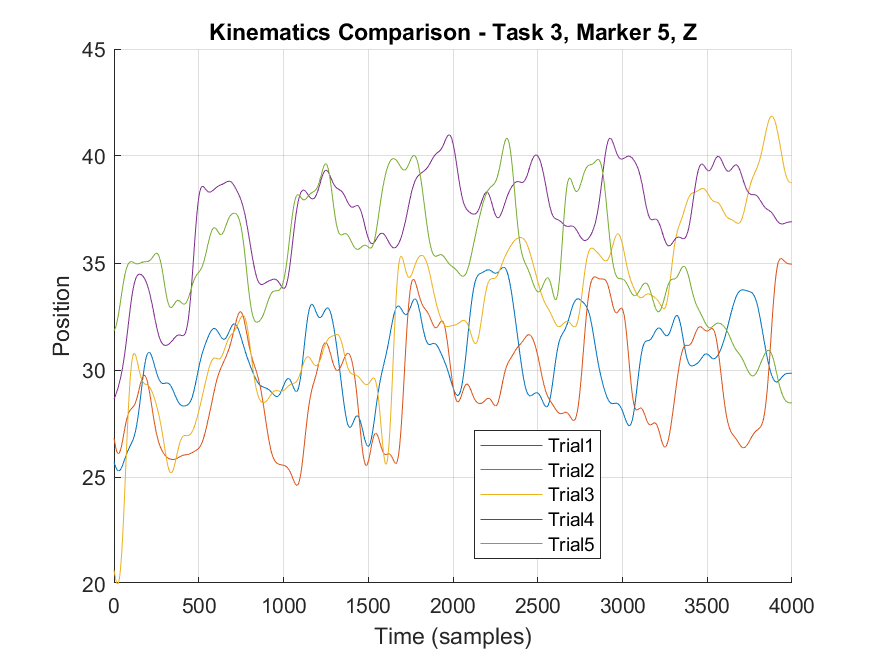 Kinematics Comparison - Task 3, Marker 5, Z
45
40
35
30
25
20
Position
Trial1
Trial2
Trial3
Trial4
Trial5
0 500 1000 1500 2000 2500 3000 3500 4000
Time (samples)